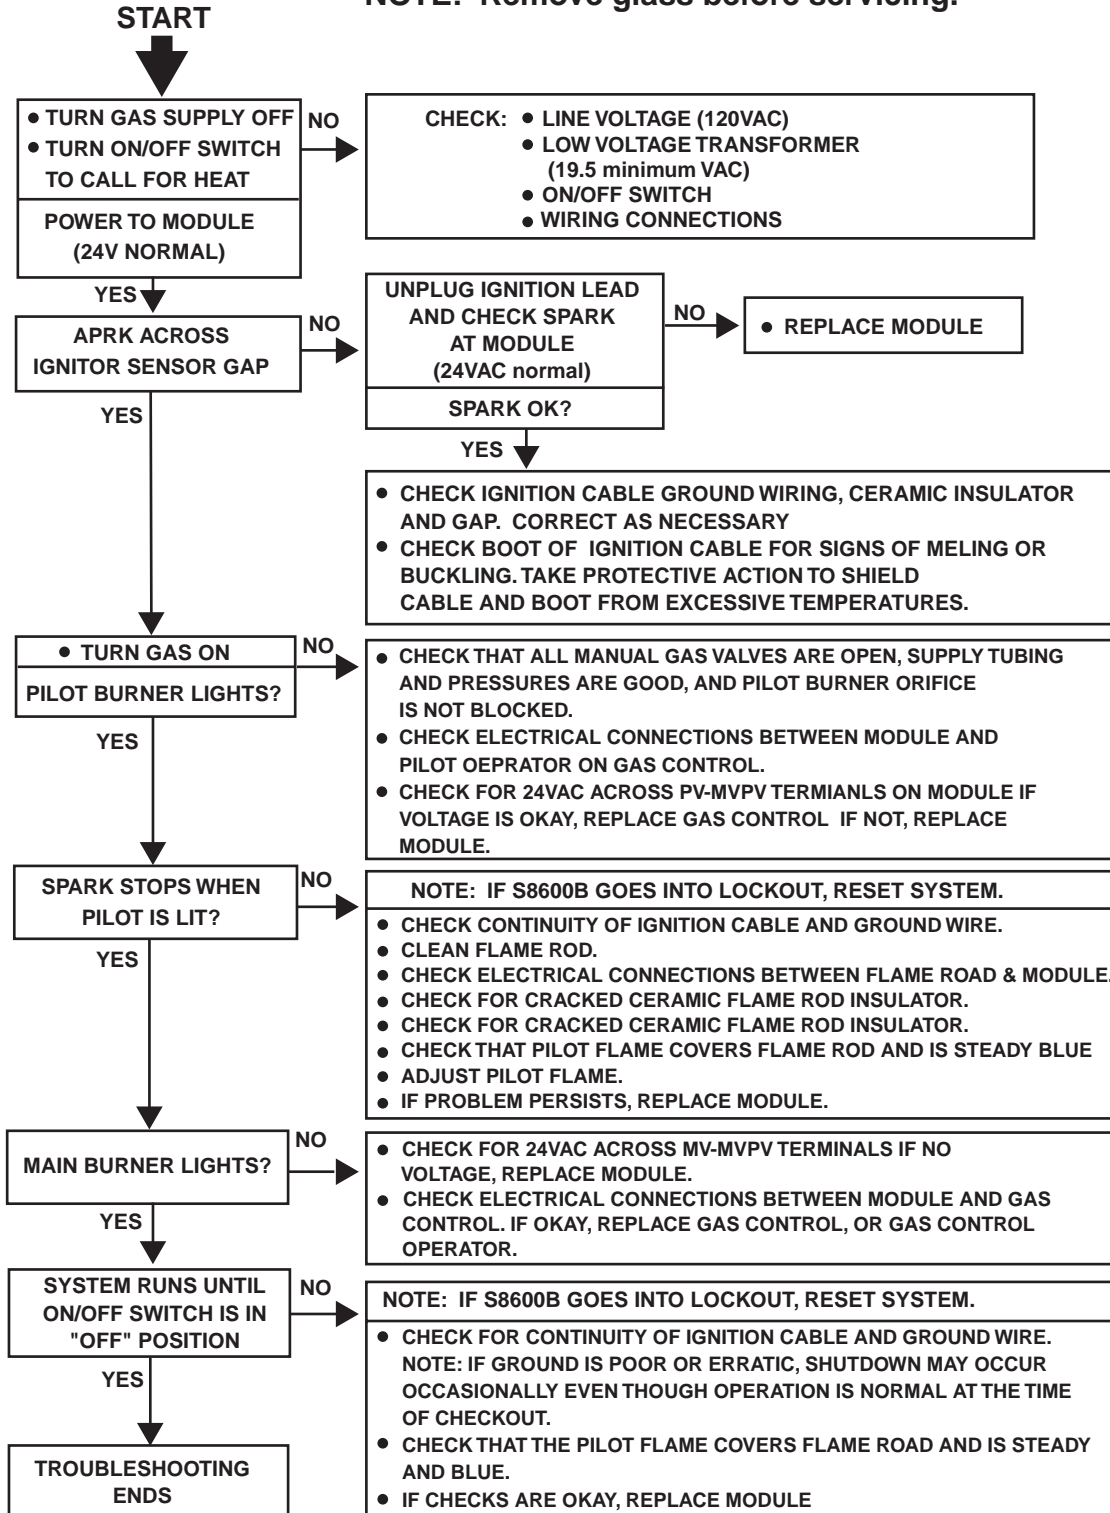 NOTE: Remove glass before servicing.
START
● TURN GAS SUPPLY OFF
● TURN ON/OFF SWITCH
TO CALL FOR HEAT
POWER TO MODULE
(24V NORMAL)
NO
CHECK: ● LINE VOLTAGE (120VAC)
● LOW VOLTAGE TRANSFORMER
(19.5 minimum VAC)
● ON/OFF SWITCH
● WIRING CONNECTIONS
YES
APRK ACROSS
IGNITOR SENSOR GAP
NO
UNPLUG IGNITION LEAD
AND CHECK SPARK
AT MODULE
(24VAC normal)
SPARK OK?
NO
● REPLACE MODULE
YES
● CHECK IGNITION CABLE GROUND WIRING, CERAMIC INSULATOR
AND GAP. CORRECT AS NECESSARY
● CHECK BOOT OF IGNITION CABLE FOR SIGNS OF MELING OR
BUCKLING. TAKE PROTECTIVE ACTION TO SHIELD
CABLE AND BOOT FROM EXCESSIVE TEMPERATURES.
YES
● TURN GAS ON
PILOT BURNER LIGHTS?
NO
● CHECK THAT ALL MANUAL GAS VALVES ARE OPEN, SUPPLY TUBING
AND PRESSURES ARE GOOD, AND PILOT BURNER ORIFICE
IS NOT BLOCKED.
● CHECK ELECTRICAL CONNECTIONS BETWEEN MODULE AND
PILOT OEPRATOR ON GAS CONTROL.
● CHECK FOR 24VAC ACROSS PV-MVPV TERMIANLS ON MODULE IF
VOLTAGE IS OKAY, REPLACE GAS CONTROL IF NOT, REPLACE
MODULE.
YES
SPARK STOPS WHEN
PILOT IS LIT?
NO
NOTE: IF S8600B GOES INTO LOCKOUT, RESET SYSTEM.
● CHECK CONTINUITY OF IGNITION CABLE AND GROUND WIRE.
● CLEAN FLAME ROD.
● CHECK ELECTRICAL CONNECTIONS BETWEEN FLAME ROAD & MODULE.
● CHECK FOR CRACKED CERAMIC FLAME ROD INSULATOR.
● CHECK FOR CRACKED CERAMIC FLAME ROD INSULATOR.
● CHECK THAT PILOT FLAME COVERS FLAME ROD AND IS STEADY BLUE
● ADJUST PILOT FLAME.
● IF PROBLEM PERSISTS, REPLACE MODULE.
YES
MAIN BURNER LIGHTS?
NO
● CHECK FOR 24VAC ACROSS MV-MVPV TERMINALS IF NO
VOLTAGE, REPLACE MODULE.
● CHECK ELECTRICAL CONNECTIONS BETWEEN MODULE AND GAS
CONTROL. IF OKAY, REPLACE GAS CONTROL, OR GAS CONTROL
OPERATOR.
YES
SYSTEM RUNS UNTIL
ON/OFF SWITCH IS IN
"OFF" POSITION
NO
NOTE: IF S8600B GOES INTO LOCKOUT, RESET SYSTEM.
● CHECK FOR CONTINUITY OF IGNITION CABLE AND GROUND WIRE.
NOTE: IF GROUND IS POOR OR ERRATIC, SHUTDOWN MAY OCCUR
OCCASIONALLY EVEN THOUGH OPERATION IS NORMAL AT THE TIME
OF CHECKOUT.
● CHECK THAT THE PILOT FLAME COVERS FLAME ROAD AND IS STEADY
AND BLUE.
● IF CHECKS ARE OKAY, REPLACE MODULE
YES
TROUBLESHOOTING
ENDS